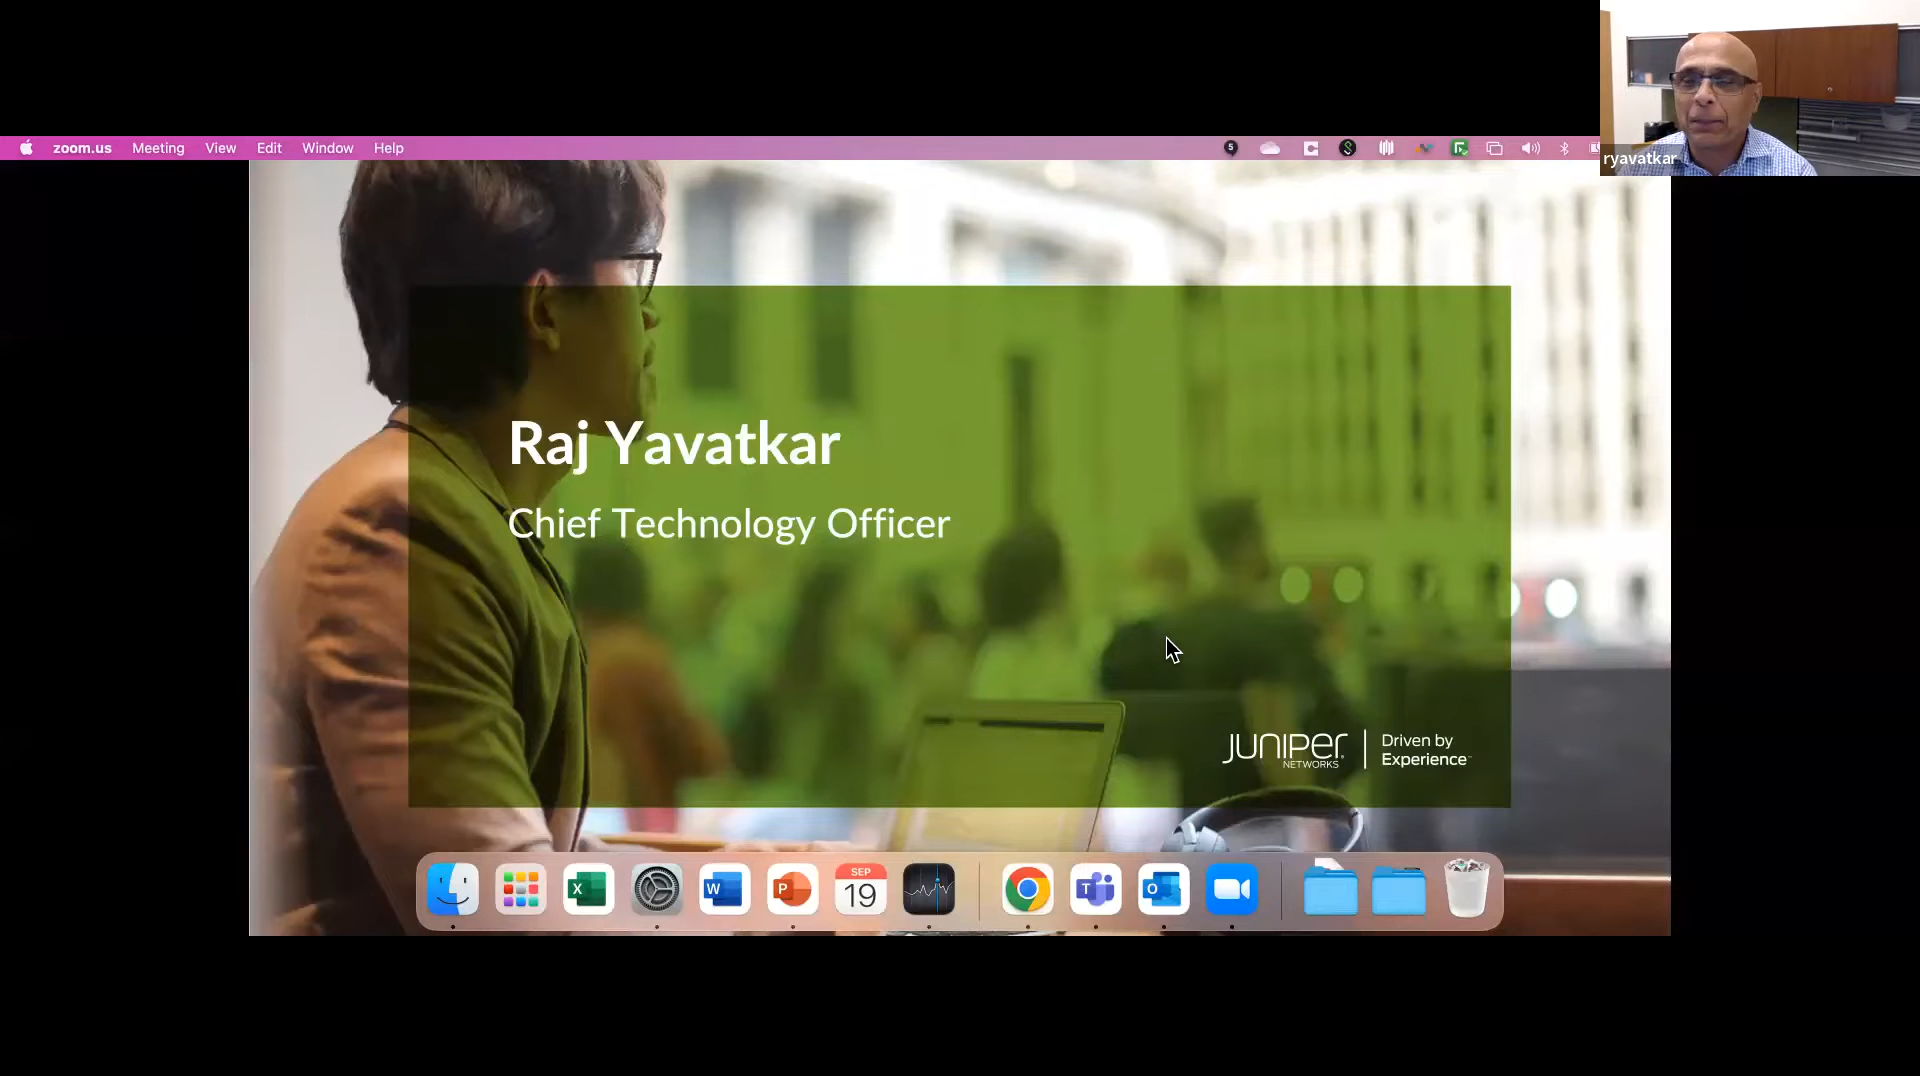 zoom.us Meeting View Edit Window Help
5
ryavatkar
Raj Yavatkar
Chief Technology Officer
JUNIPER
NETWORKS
Driven by
Experience
X
W
P
SEP
19
T
O